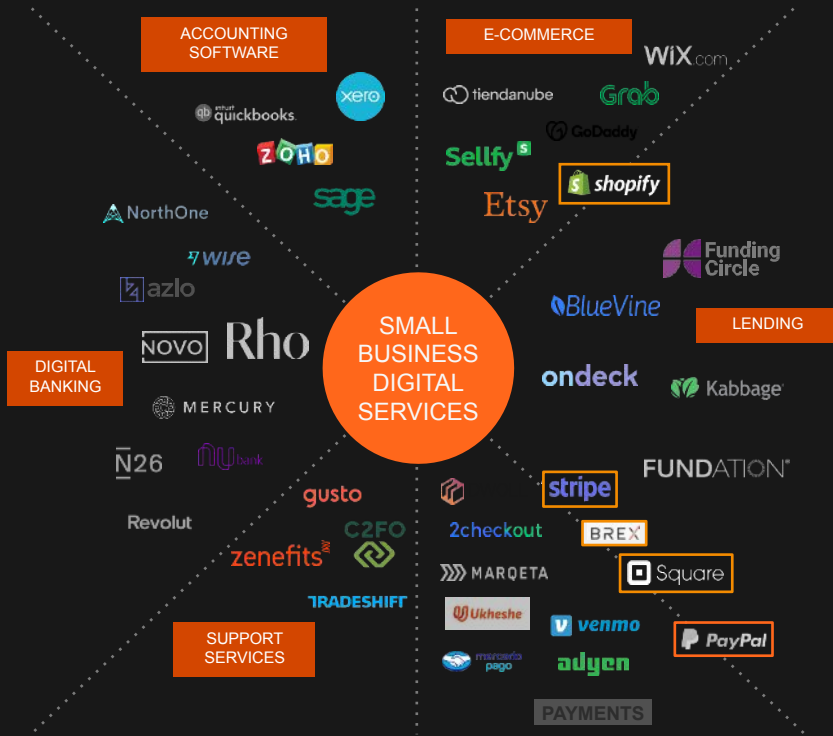 ACCOUNTING
SOFTWARE
intuit
quickbooks.
xero
ZOHO
sage
E-COMMERCE
WiX.com
tiendanube
Grab
GoDaddy
Sellfy
Etsy
shopify
NorthOne
wise
azlo
NOVO
Rho
DIGITAL
BANKING
MERCURY
N26
nu bank
Revolut
SMALL
BUSINESS
DIGITAL
SERVICES
Funding
Circle
BlueVine
LENDING
ondeck
Kabbage
FUNDATION
gusto
C2FO
zenefits
TRADESHIFT
SUPPORT
SERVICES
stripe
2checkout
BREX
MARQETA
Square
Ukheshe
venmo
PayPal
mercado
pago
adyen
PAYMENTS